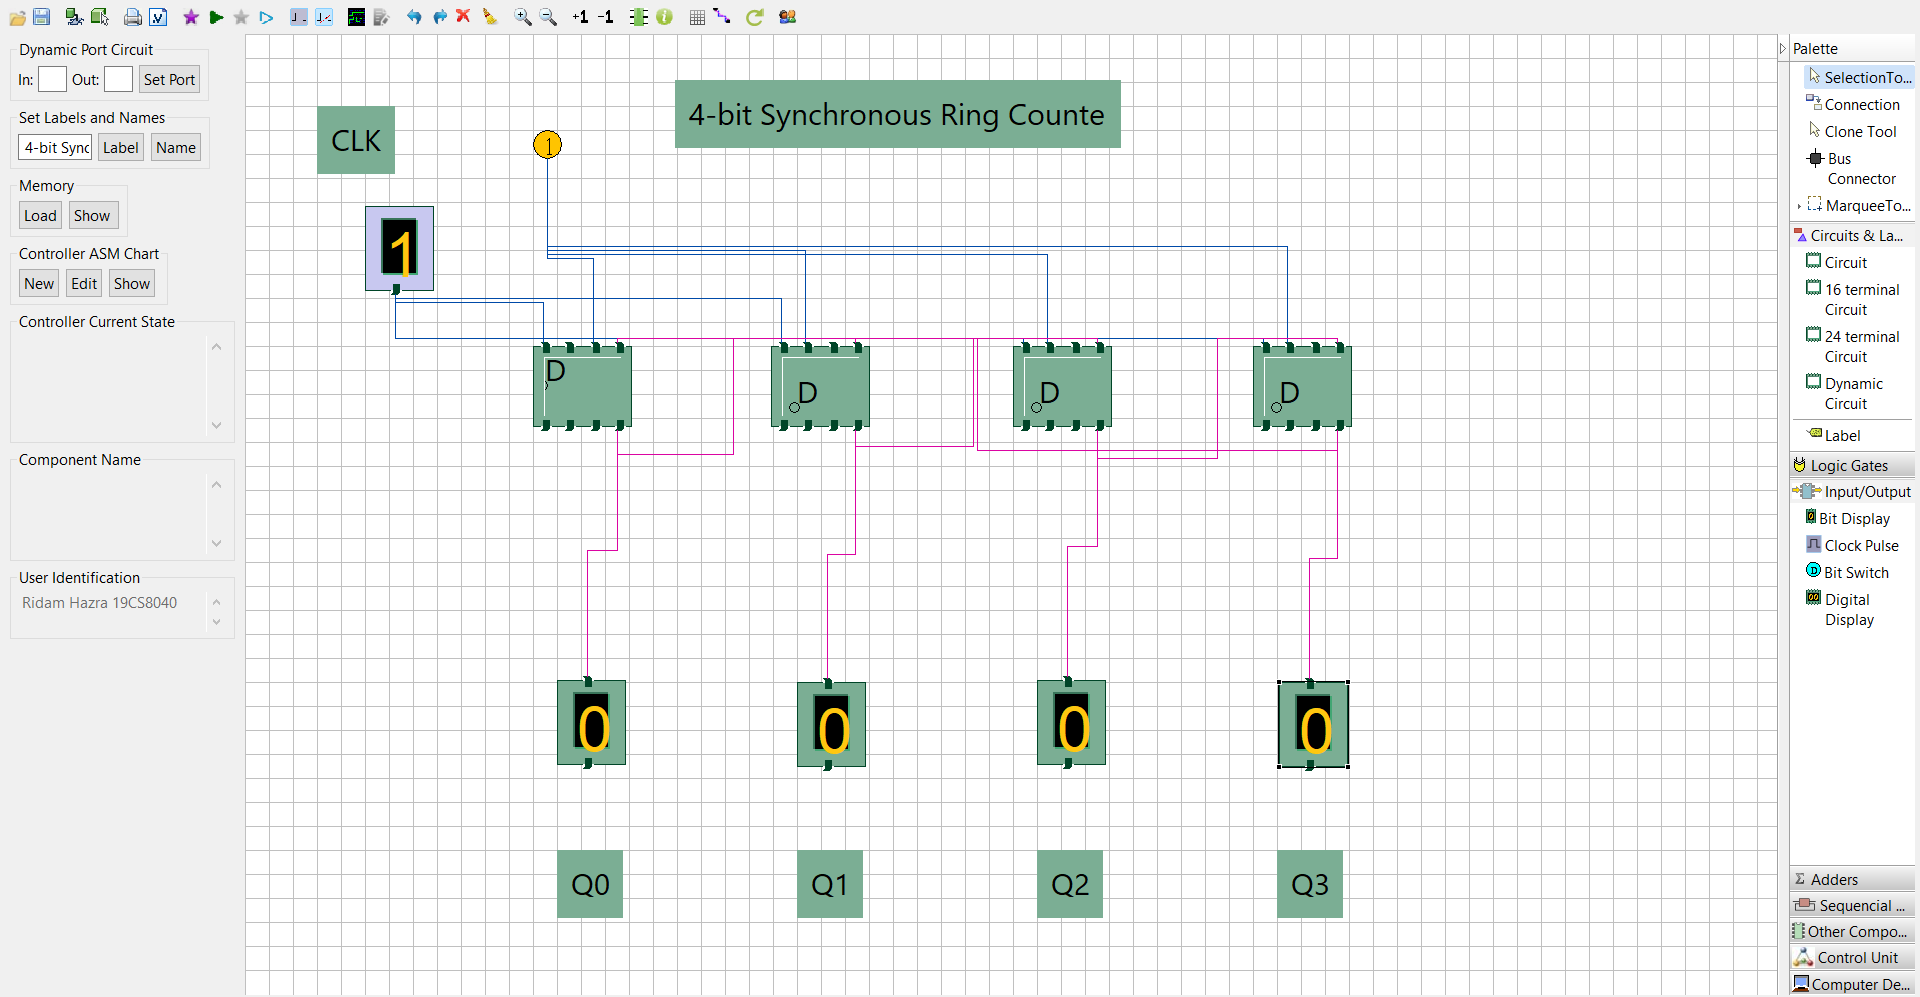 +1 -1
Dynamic Port Circuit
In: Out: Set Port
Set Labels and Names
4-bit Sync Label Name
Memory
Load Show
Controller ASM Chart
New Edit Show
Controller Current State
Component Name
User Identification
Ridam Hazra 19CS8040
CLK
1
4-bit Synchronous Ring Counte
1
D
D
D
D
0
0
0
0
Q0
Q1
Q2
Q3
Palette
SelectionTo...
Connection
Clone Tool
Bus
Connector
MarqueeTo...
Circuits & La...
Circuit
16 terminal
Circuit
24 terminal
Circuit
Dynamic
Circuit
Label
Logic Gates
Input/Output
Bit Display
Clock Pulse
Bit Switch
Digital
Display
Adders
Sequential ...
Other Compo...
Control Unit
Computer De...